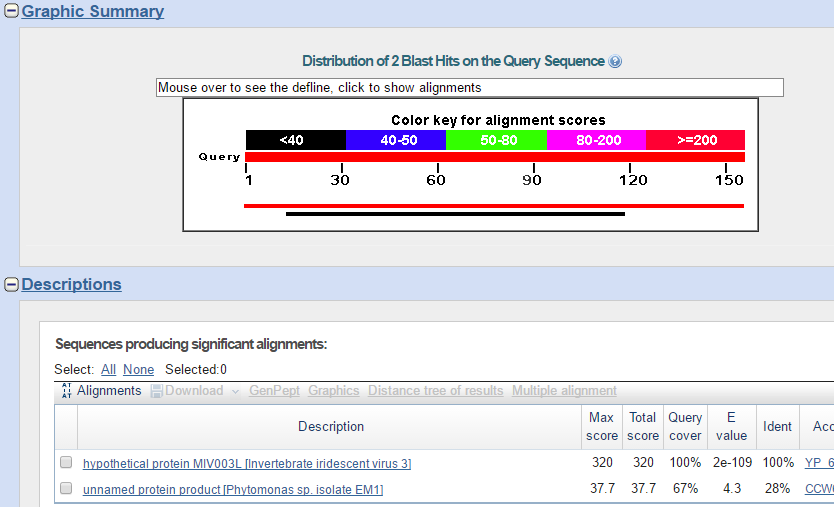 Graphic Summary
Distribution of 2 Blast Hits on the Query Sequence ?
Mouse over to see the defline, click to show alignments
Color key for alignment scores
<40 40-50 50-80 80-200 >=200
Query
1 30 60 90 120 150
Descriptions
Sequences producing significant alignments:
Select: All None Selected:0
AT Alignments Download GenPept Graphics Distance tree of results Multiple alignment
Description Max score Total score Query cover E value Ident Acc
hypothetical protein MIV003L [Invertebrate iridescent virus 3] 320 320 100% 2e-109 100% YP_6
unnamed protein product [Phytomonas sp. isolate EM1] 37.7 37.7 67% 4.3 28% CCW